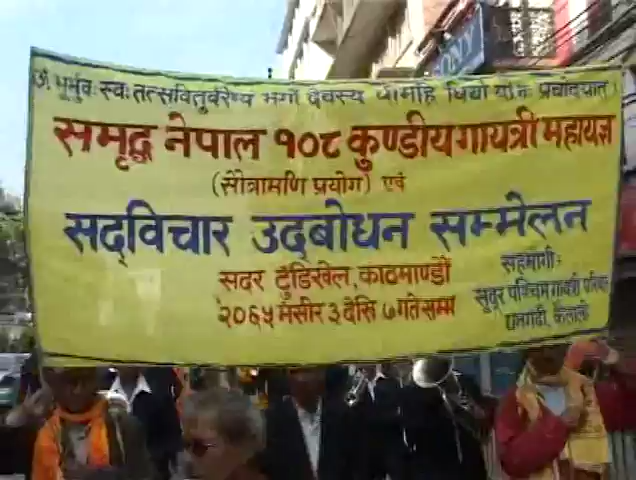 SONY
ॐ भूर्भुवः स्वः तत्सवितुर्वरेण्यं भर्गो देवस्य धीमहि धियो यो नः प्रचोदयात्
समृद्ध नेपाल १०८ कुण्डीय गायत्री महायज्ञ
(सौत्रामणि प्रयोग) एवं
सद्विचार उद्बोधन सम्मेलन
सदर टुँडिखेल, काठमाण्डौ
२०६५ मंसीर ३ देखि ७ गते सम्म
सहभागी:
सुदूर पश्चिम गायत्री परिवार
धनगढी, कैलाली